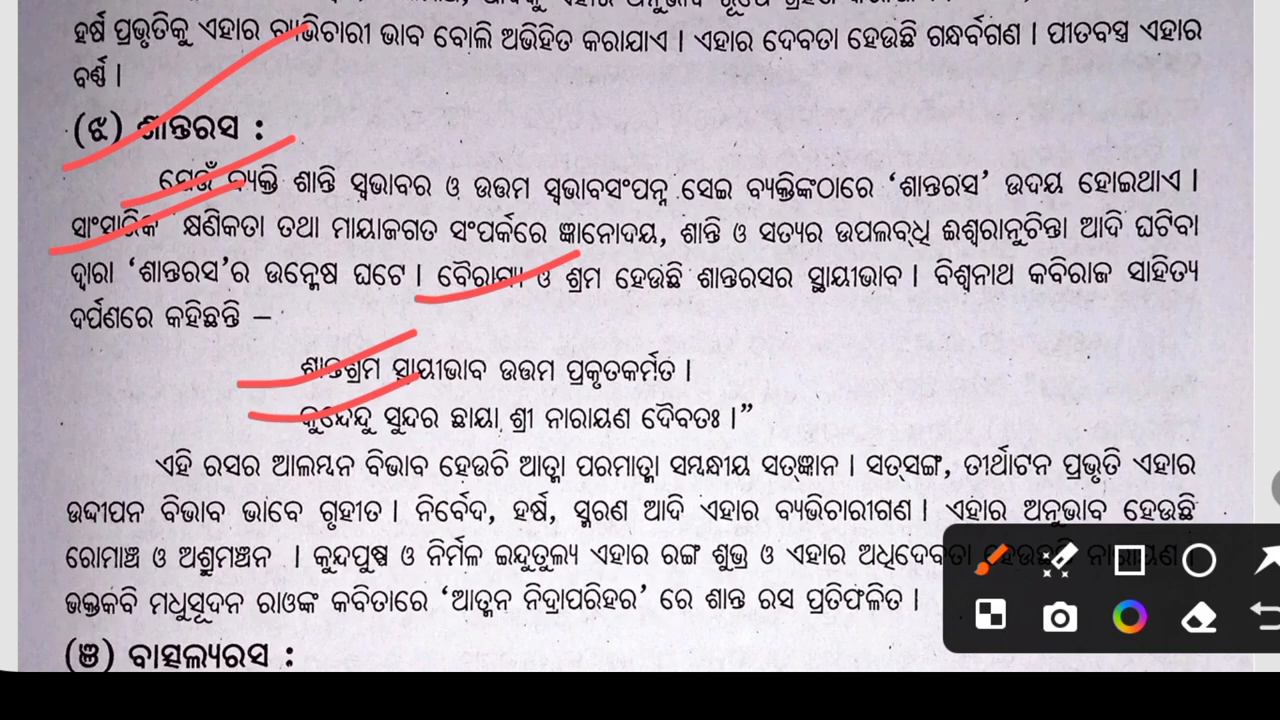 ହର୍ଷ ପ୍ରଭୃତିକୁ ଏହାର ବ୍ୟଭିଚାରୀ ଭାବ ବୋଲି ଅଭିହିତ କରାଯାଏ । ଏହାର ଦେବତା ହେଉଛି ଗନ୍ଧର୍ବଗଣ । ପୀତବସ୍ତ୍ର ଏହାର
ବର୍ଣ୍ଣ ।
(ଝ) ଶାନ୍ତରସ :
ଯେଉଁ ବ୍ୟକ୍ତି ଶାନ୍ତି ସ୍ୱଭାବର ଓ ଉତ୍ତମ ସ୍ୱଭାବସଂପନ୍ନ ସେଇ ବ୍ୟକ୍ତିଙ୍କଠାରେ ‘ଶାନ୍ତରସ’ ଉଦୟ ହୋଇଥାଏ ।
ସାଂସାରିକ କ୍ଷଣିକତା ତଥା ମାୟାଜଗତ ସଂପର୍କରେ ଜ୍ଞାନୋଦୟ, ଶାନ୍ତି ଓ ସତ୍ୟର ଉପଲବ୍ଧି ଈଶ୍ୱରାନୁଚିନ୍ତା ଆଦି ଘଟିବା
ଦ୍ୱାରା ‘ଶାନ୍ତରସ’ର ଉନ୍ମେଷ ଘଟେ । ବୈରାଗ୍ୟ ଓ ଶ୍ରମ ହେଉଛି ଶାନ୍ତରସର ସ୍ଥାୟୀଭାବ । ବିଶ୍ୱନାଥ କବିରାଜ ସାହିତ୍ୟ
ଦର୍ପଣରେ କହିଛନ୍ତି –
ଶାନ୍ତଶ୍ରମ ସ୍ଥାୟୀଭାବ ଉତ୍ତମ ପ୍ରକୃତକର୍ମତ ।
କୁନ୍ଦେନ୍ଦୁ ସୁନ୍ଦର ଛାୟା ଶ୍ରୀ ନାରାୟଣ ଦୈବତଃ ।”
ଏହି ରସର ଆଲମ୍ବନ ବିଭାବ ହେଉଚି ଆତ୍ମା ପରମାତ୍ମା ସମ୍ବନ୍ଧୀୟ ସତ୍‌ଜ୍ଞାନ । ସତ୍‌ସଙ୍ଗ, ତୀର୍ଥାଟନ ପ୍ରଭୃତି ଏହାର
ଉଦ୍ଦୀପନ ବିଭାବ ଭାବେ ଗୃହୀତ । ନିର୍ବେଦ, ହର୍ଷ, ସ୍ମରଣ ଆଦି ଏହାର ବ୍ୟଭିଚାରୀଗଣ । ଏହାର ଅନୁଭାବ ହେଉଛି
ରୋମାଞ୍ଚ ଓ ଅଶ୍ରୁମଞ୍ଚନ । କୁନ୍ଦପୁଷ୍ପ ଓ ନିର୍ମଳ ଇନ୍ଦୁତୁଲ୍ୟ ଏହାର ରଙ୍ଗ ଶୁଭ୍ର ଓ ଏହାର ଅଧିଦେବତା ନାରାୟଣ ।
ଭକ୍ତକବି ମଧୁସୂଦନ ରାଓଙ୍କ କବିତାରେ ‘ଆତ୍ମନ ନିଦ୍ରାପରିହର’ ରେ ଶାନ୍ତ ରସ ପ୍ରତିଫଳିତ ।
(ଞ) ବାତ୍ସଲ୍ୟରସ :